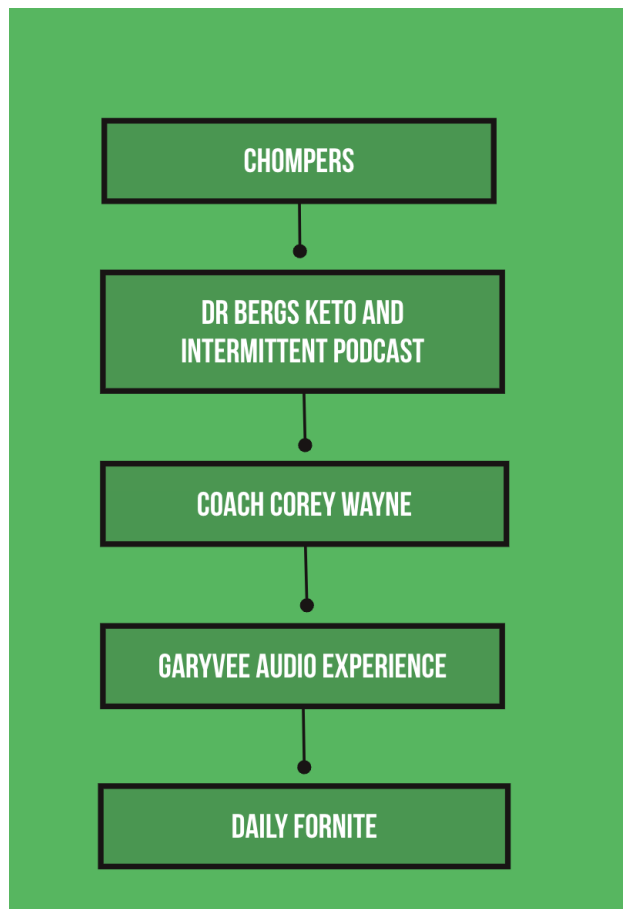 CHOMPERS
DR BERGS KETO AND
INTERMITTENT PODCAST
COACH COREY WAYNE
GARYVEE AUDIO EXPERIENCE
DAILY FORNITE